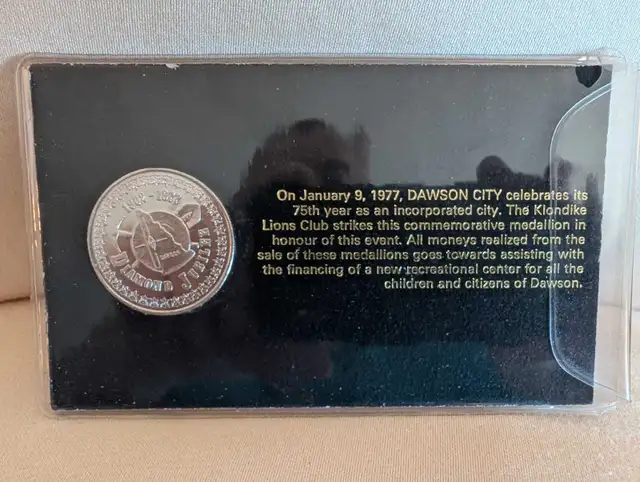 On January 9, 1977, DAWSON CITY celebrates its
75th year as an incorporated city. The Klondike
Lions Club strikes this commemorative medallion in
honour of this event. All moneys realized from the
sale of these medallions goes towards assisting with
the financing of a new recreational center for all the
children and citizens of Dawson.
DIAMOND JUBILEE